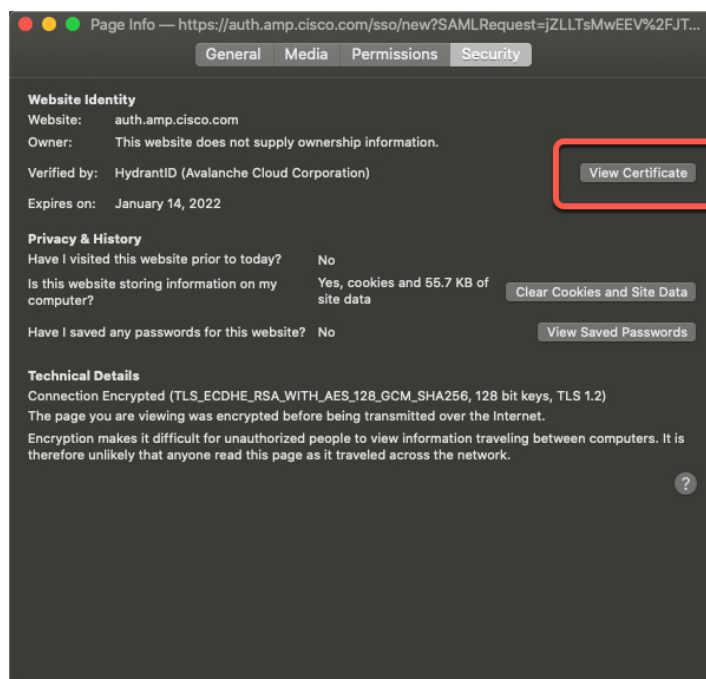 Page Info — https://auth.amp.cisco.com/sso/new?SAMLRequest=jZLLTsMwEEV%2FJT...
General Media Permissions Security
Website Identity
Website: auth.amp.cisco.com
Owner: This website does not supply ownership information.
Verified by: HydrantID (Avalanche Cloud Corporation) View Certificate
Expires on: January 14, 2022
Privacy & History
Have I visited this website prior to today? No
Is this website storing information on my
computer?
Yes, cookies and 55.7 KB of
site data
Clear Cookies and Site Data
Have I saved any passwords for this website? No View Saved Passwords
Technical Details
Connection Encrypted (TLS_ECDHE_RSA_WITH_AES_128_GCM_SHA256, 128 bit keys, TLS 1.2)
The page you are viewing was encrypted before being transmitted over the Internet.
Encryption makes it difficult for unauthorized people to view information traveling between computers. It is
therefore unlikely that anyone read this page as it traveled across the network.
?